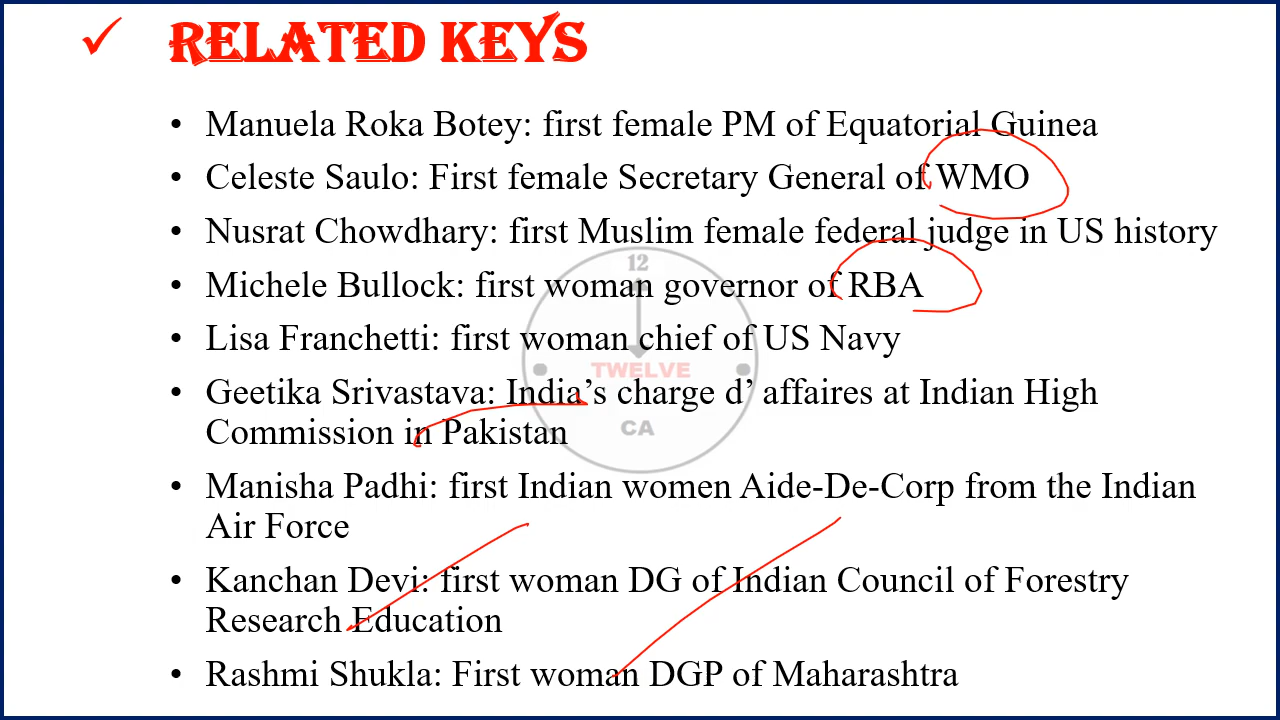 ✓ RELATED KEYS
• Manuela Roka Botey: first female PM of Equatorial Guinea
• Celeste Saulo: First female Secretary General of WMO
• Nusrat Chowdhary: first Muslim female federal judge in US history
• Michele Bullock: first woman governor of RBA
• Lisa Franchetti: first woman chief of US Navy
• Geetika Srivastava: India’s charge d’ affaires at Indian High
Commission in Pakistan
• Manisha Padhi: first Indian women Aide-De-Corp from the Indian
Air Force
• Kanchan Devi: first woman DG of Indian Council of Forestry
Research Education
• Rashmi Shukla: First woman DGP of Maharashtra
12
TWELVE
CA